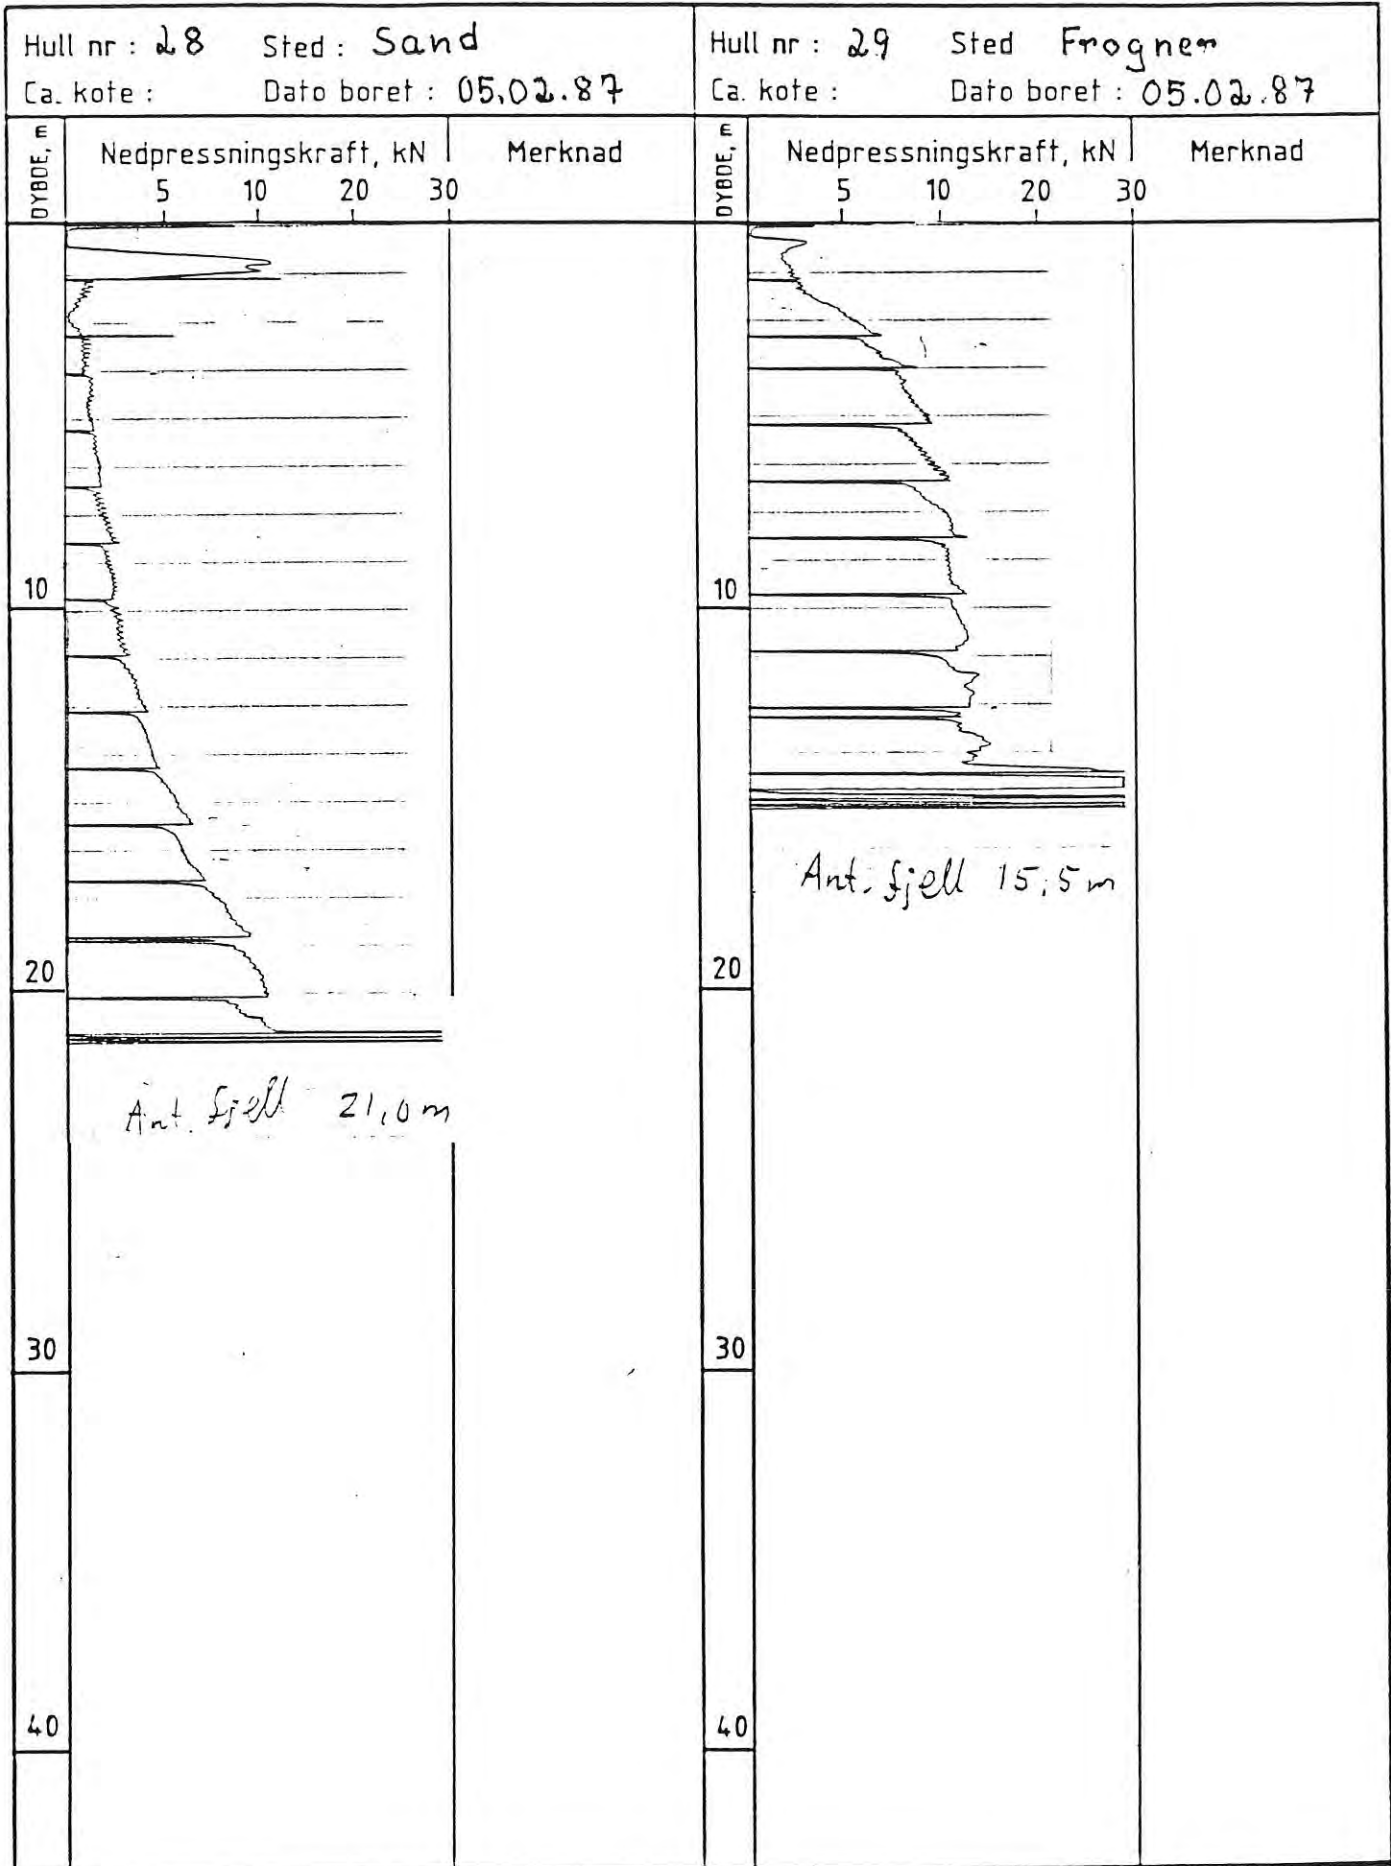 Hull nr : 28 Sted : Sand
Ca. kote : Dato boret : 05.02.87
DYBDE, m
Nedpressningskraft, kN
Merknad
5 10 20 30
10
20
Ant. fjell 21,0 m
30
40
Hull nr : 29 Sted Frogner
Ca. kote : Dato boret : 05.02.87
DYBDE, m
Nedpressningskraft, kN
Merknad
5 10 20 30
10
Ant. fjell 15,5 m
20
30
40